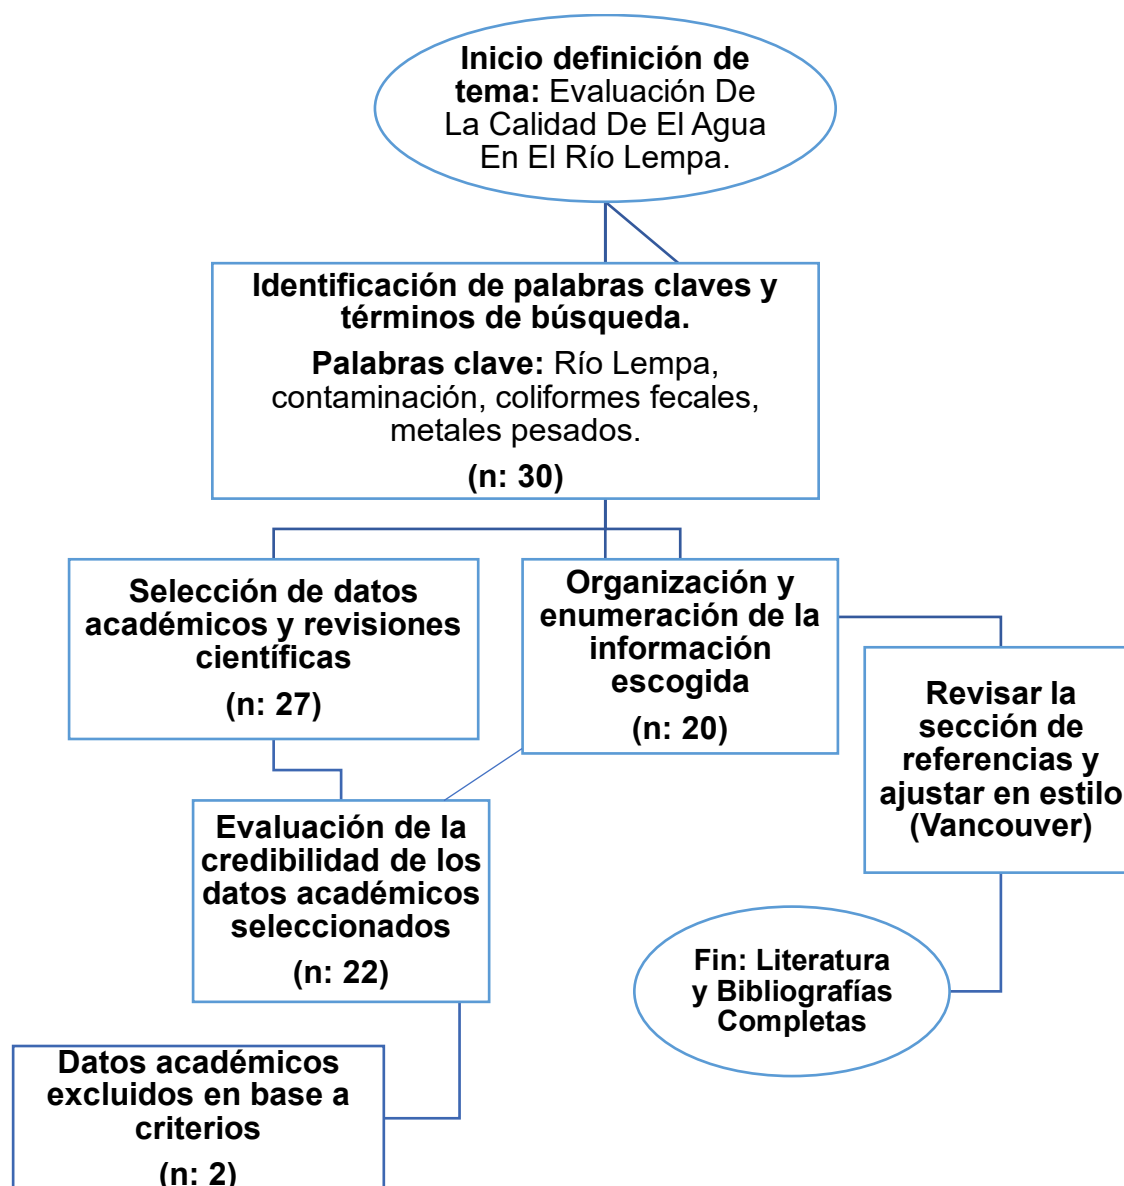 Inicio definición de
tema: Evaluación De
La Calidad De El Agua
En El Río Lempa.
Identificación de palabras claves y
términos de búsqueda.
Palabras clave: Río Lempa,
contaminación, coliformes fecales,
metales pesados.
(n: 30)
Selección de datos
académicos y revisiones
científicas
(n: 27)
Organización y
enumeración de la
información
escogida
(n: 20)
Revisar la
sección de
referencias y
ajustar en estilo
(Vancouver)
Evaluación de la
credibilidad de los
datos académicos
seleccionados
(n: 22)
Fin: Literatura
y Bibliografías
Completas
Datos académicos
excluidos en base a
criterios
(n: 2)